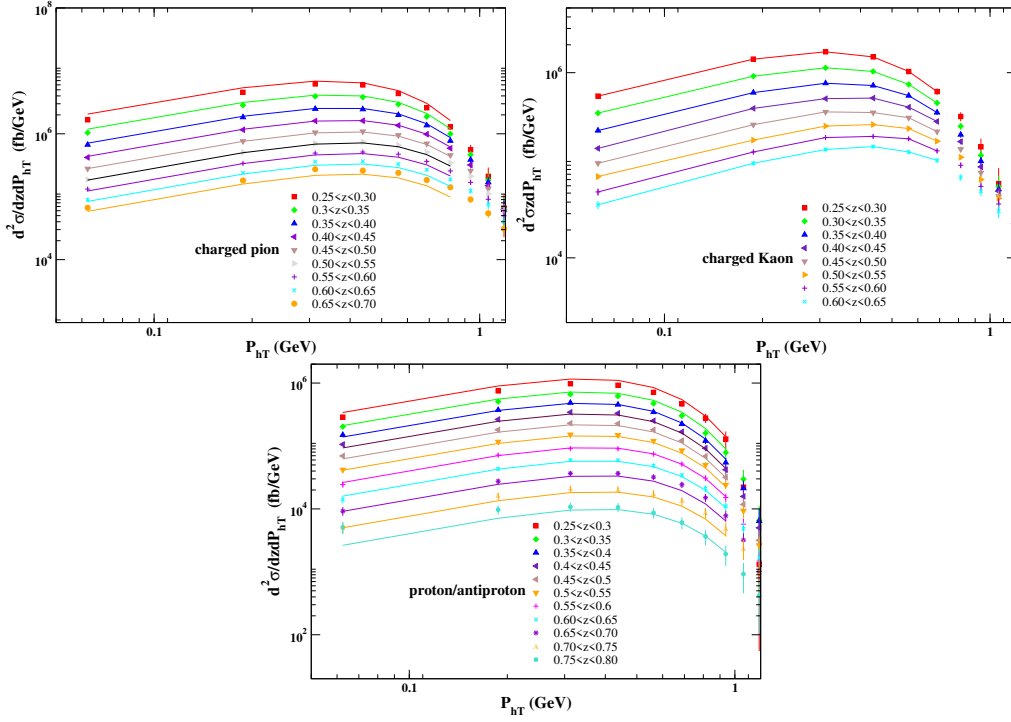 10^8
10^6
10^4
d^2σ/dzdP_hT (fb/GeV)
0.25<z<0.30
0.3<z<0.35
0.35<z<0.40
0.40<z<0.45
0.45<z<0.50
0.50<z<0.55
0.55<z<0.60
0.60<z<0.65
0.65<z<0.70
charged pion
0.1
1
P_hT (GeV)
10^6
10^4
d^2σzdP_hT (fb/GeV)
0.25<z<0.30
0.30<z<0.35
0.35<z<0.40
0.40<z<0.45
0.45<z<0.50
0.50<z<0.55
0.55<z<0.60
0.60<z<0.65
charged Kaon
0.1
1
P_hT (GeV)
10^6
10^4
10^2
d^2σ/dzdP_hT (fb/GeV)
0.25<z<0.3
0.3<z<0.35
0.35<z<0.4
0.4<z<0.45
0.45<z<0.5
0.5<z<0.55
0.55<z<0.6
0.60<z<0.65
0.65<z<0.70
0.70<z<0.75
0.75<z<0.80
proton/antiproton
0.1
1
P_hT (GeV)